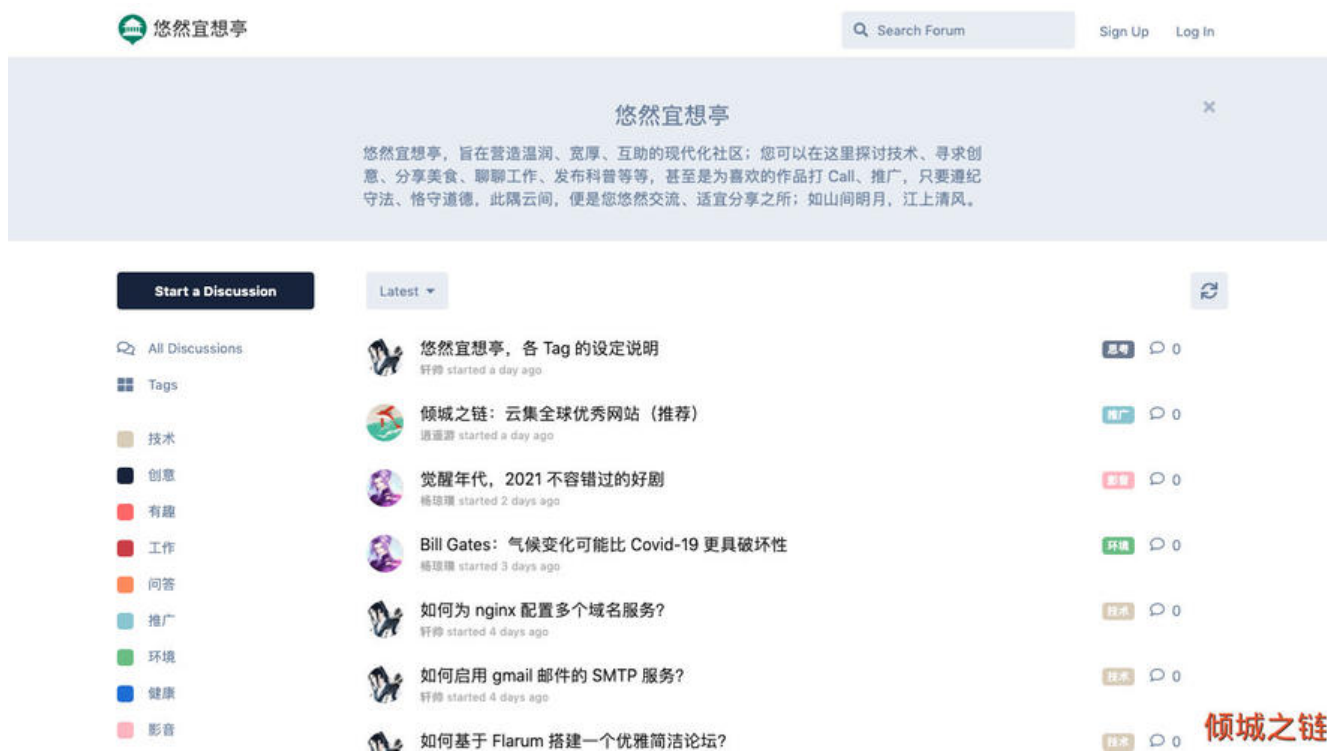 悠然宜想亭
Search Forum
Sign Up
Log In
悠然宜想亭
悠然宜想亭，旨在营造温润、宽厚、互助的现代化社区；您可以在这里探讨技术、寻求创
意、分享美食、聊聊工作、发布科普等等，甚至是为喜欢的作品打 Call、推广，只要遵纪
守法、恪守道德，此隅云间，便是您悠然交流、适宜分享之所；如山间明月，江上清风。
Start a Discussion
Latest
All Discussions
Tags
技术
创意
有趣
工作
问答
推广
环境
健康
影音
悠然宜想亭，各 Tag 的设定说明
思考
0
轩帅 started a day ago
倾城之链：云集全球优秀网站（推荐）
推广
0
逍遥游 started a day ago
觉醒年代，2021 不容错过的好剧
影音
0
杨琼璞 started 2 days ago
Bill Gates：气候变化可能比 Covid-19 更具破坏性
环境
0
杨琼璞 started 3 days ago
如何为 nginx 配置多个域名服务?
技术
0
轩帅 started 4 days ago
如何启用 gmail 邮件的 SMTP 服务?
技术
0
轩帅 started 4 days ago
如何基于 Flarum 搭建一个优雅简洁论坛?
技术
0
倾城之链